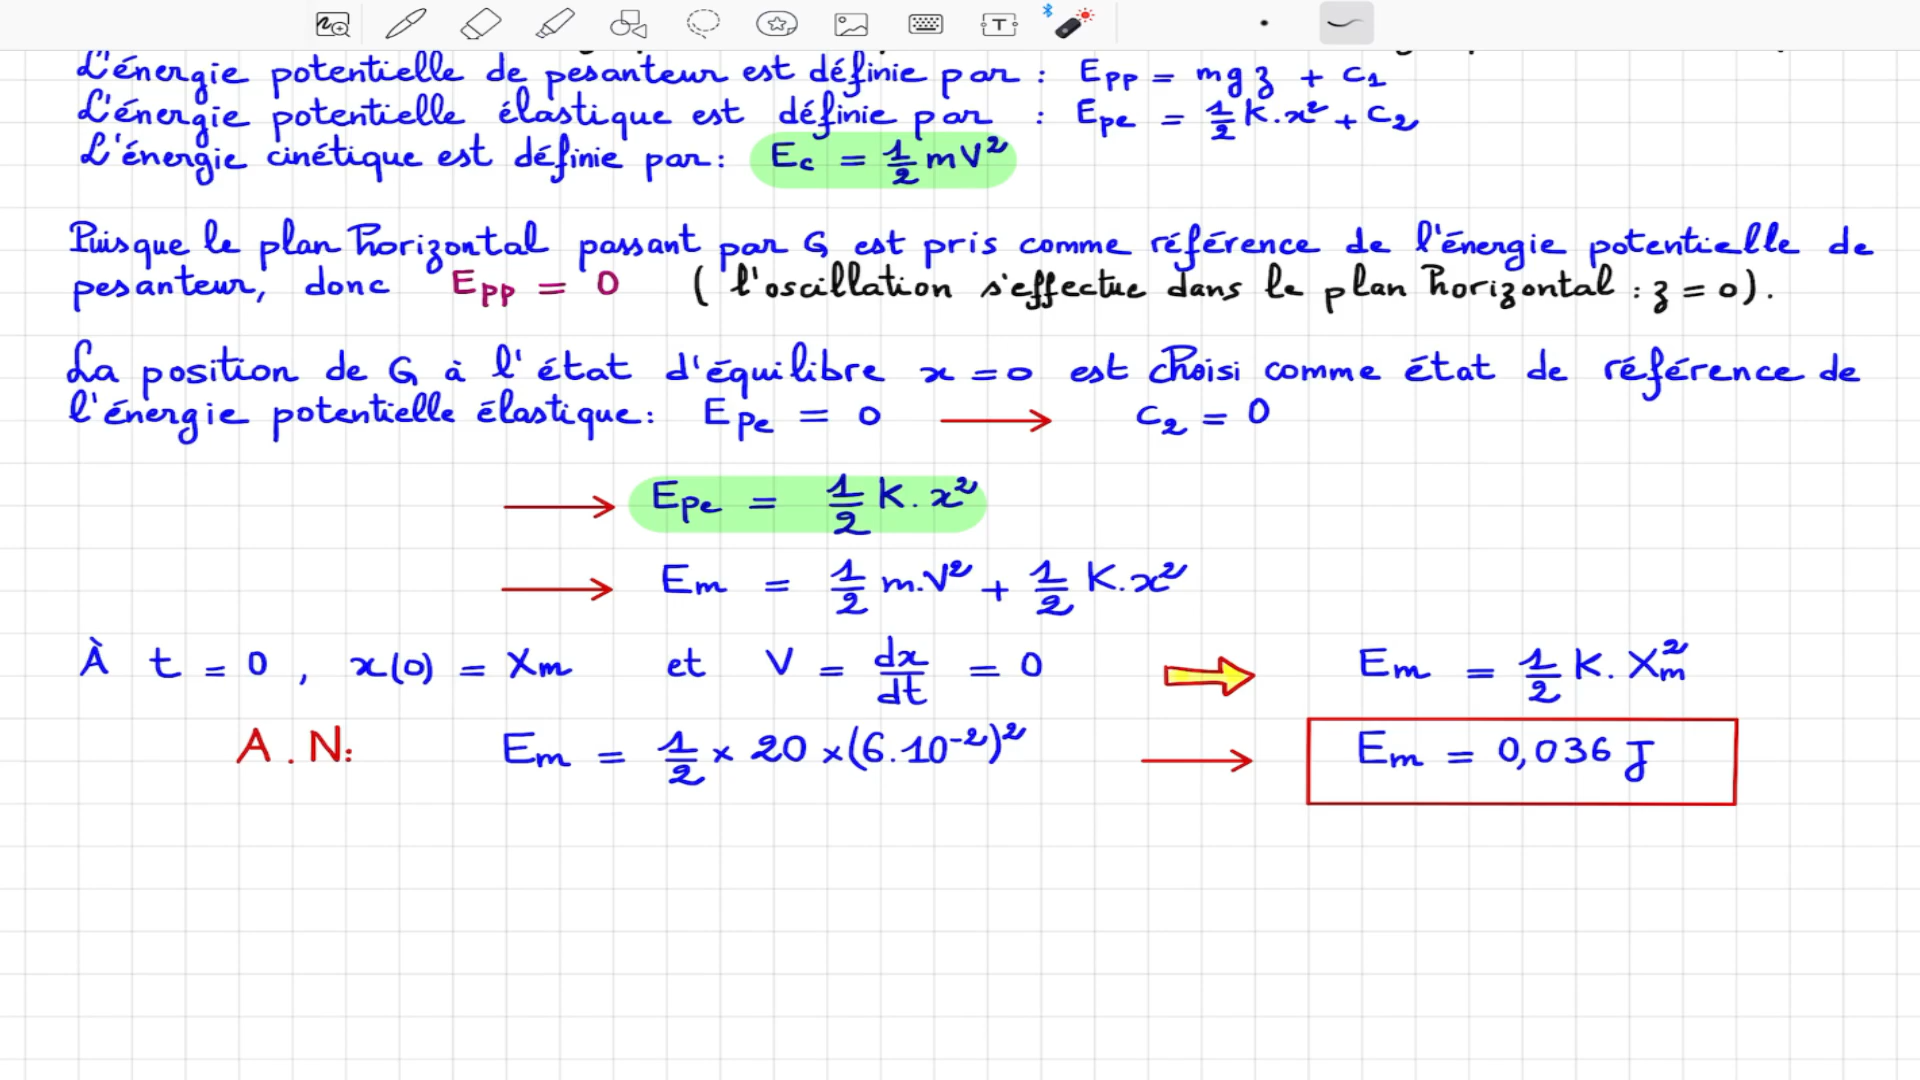 L'énergie potentielle de pesanteur est définie par : Epp = mgz + C1
L'énergie potentielle élastique est définie par : Epe = 1/2 K.x² + C2
L'énergie cinétique est définie par : Ec = 1/2 mV²
Puisque le plan horizontal passant par G est pris comme référence de l'énergie potentielle de
pesanteur, donc Epp = 0 ( l'oscillation s'effectue dans le plan horizontal : z = 0).
La position de G à l'état d'équilibre x = 0 est choisi comme état de référence de
l'énergie potentielle élastique : Epe = 0 → C2 = 0
→ Epe = 1/2 K.x²
→ Em = 1/2 m.V² + 1/2 K.x²
À t = 0 , x(0) = Xm et V = dx/dt = 0 ⇒ Em = 1/2 K.Xm²
A.N: Em = 1/2 × 20 × (6.10⁻²)² → Em = 0,036 J